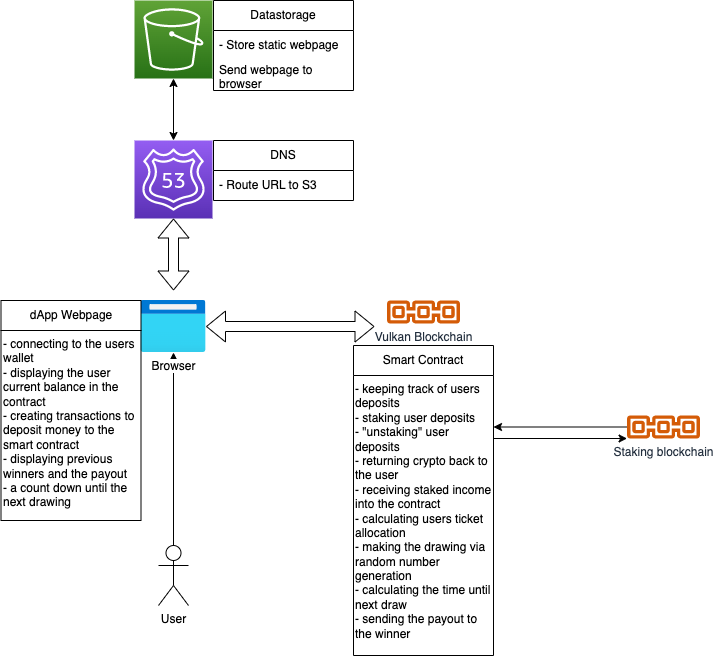 Datastorage
- Store static webpage
Send webpage to
browser
DNS
- Route URL to S3
53
dApp Webpage
- connecting to the users
wallet
- displaying the user
current balance in the
contract
- creating transactions to
deposit money to the
smart contract
- displaying previous
winners and the payout
- a count down until the
next drawing
Browser
Vulkan Blockchain
Smart Contract
- keeping track of users
deposits
- staking user deposits
- "unstaking" user
deposits
- returning crypto back to
the user
- receiving staked income
into the contract
- calculating users ticket
allocation
- making the drawing via
random number
generation
- calculating the time until
next draw
- sending the payout to
the winner
Staking blockchain
User